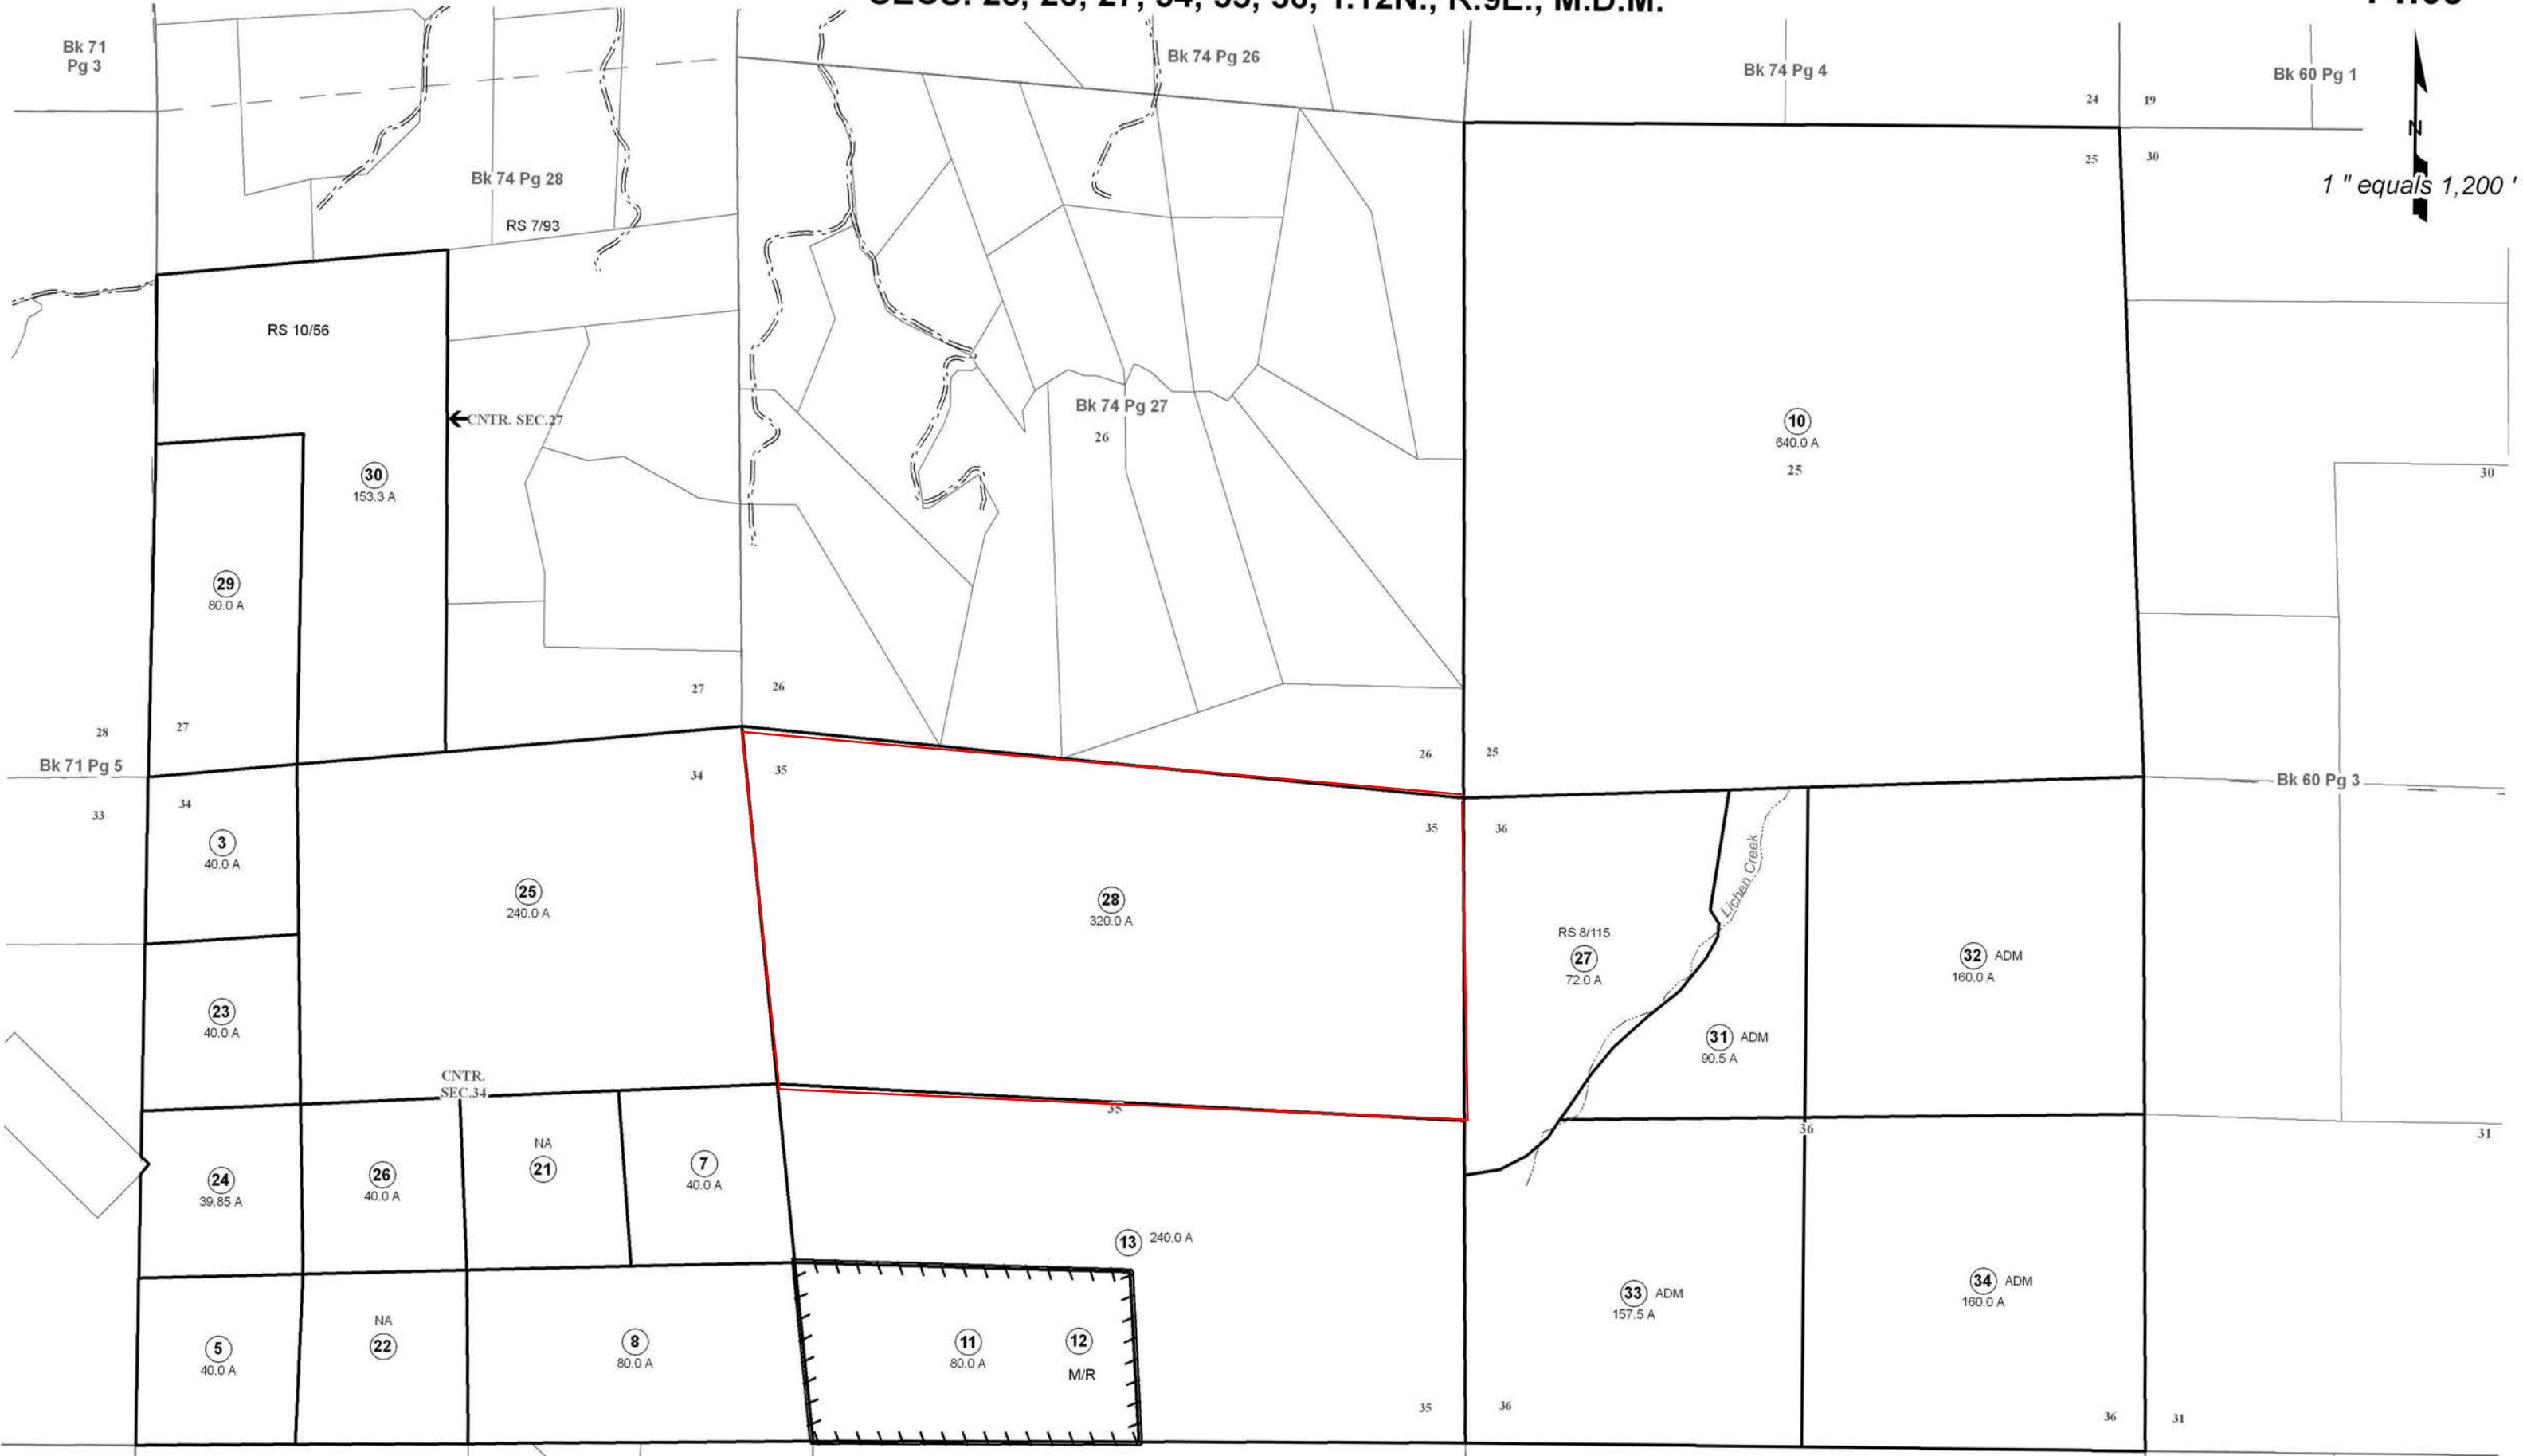 Bk 71
Pg 3
Bk 74 Pg 26
Bk 74 Pg 4
Bk 60 Pg 1
24
19
25
30
N
1 " equals 1,200 '
Bk 74 Pg 28
RS 7/93
RS 10/56
CNTR. SEC.27
Bk 74 Pg 27
26
10
640.0 A
25
30
153.3 A
30
29
80.0 A
27
26
28
27
26
25
Bk 71 Pg 5
34
35
Bk 60 Pg 3
33
34
35
36
3
40.0 A
25
240.0 A
28
320.0 A
Lichen Creek
RS 8/115
27
72.0 A
32 ADM
160.0 A
23
40.0 A
31 ADM
90.5 A
CNTR.
SEC.34
35
36
31
NA
21
7
40.0 A
24
39.85 A
26
40.0 A
13 240.0 A
33 ADM
157.5 A
34 ADM
160.0 A
5
40.0 A
NA
22
8
80.0 A
11
80.0 A
12
M/R
35
36
36
31